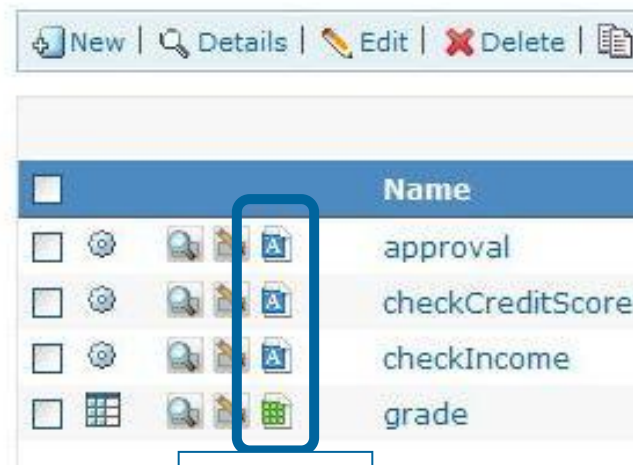 New | Details | Edit | Delete |
Name
approval
checkCreditScore
checkIncome
grade